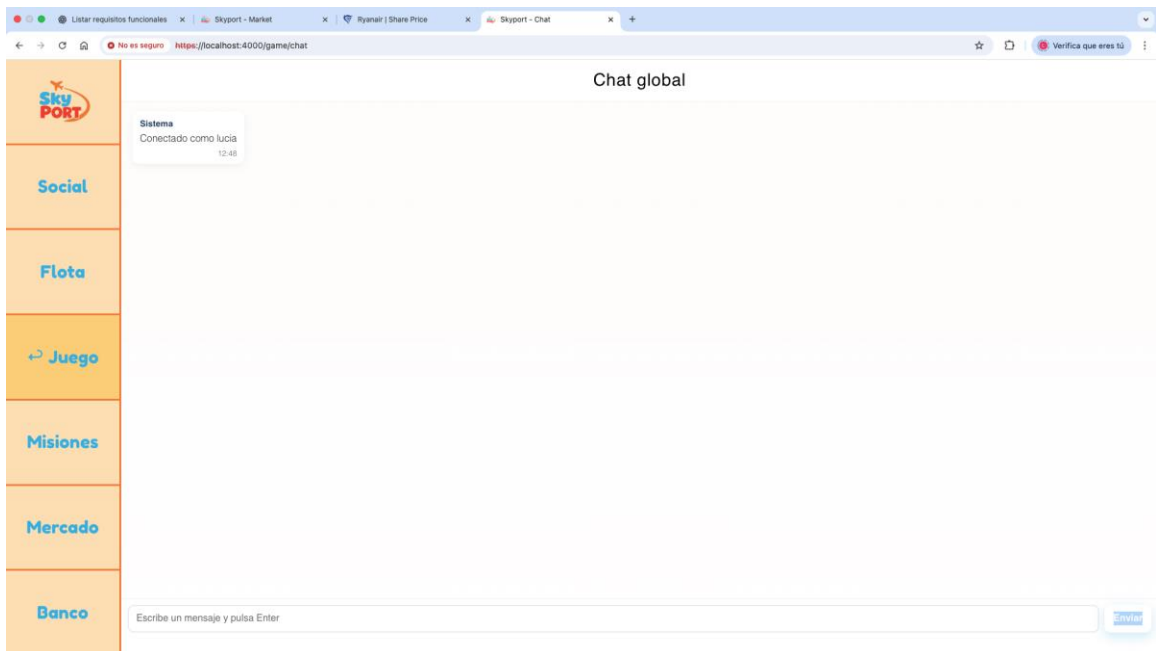 Listar requisitos funcionales
Skyport - Market
Ryanair | Share Price
Skyport - Chat
No es seguro
https://localhost:4000/game/chat
Verifica que eres tú
Sky
PORT
Chat global
Sistema
Conectado como lucia
12:48
Social
Flota
↩ Juego
Misiones
Mercado
Banco
Escribe un mensaje y pulsa Enter
Enviar